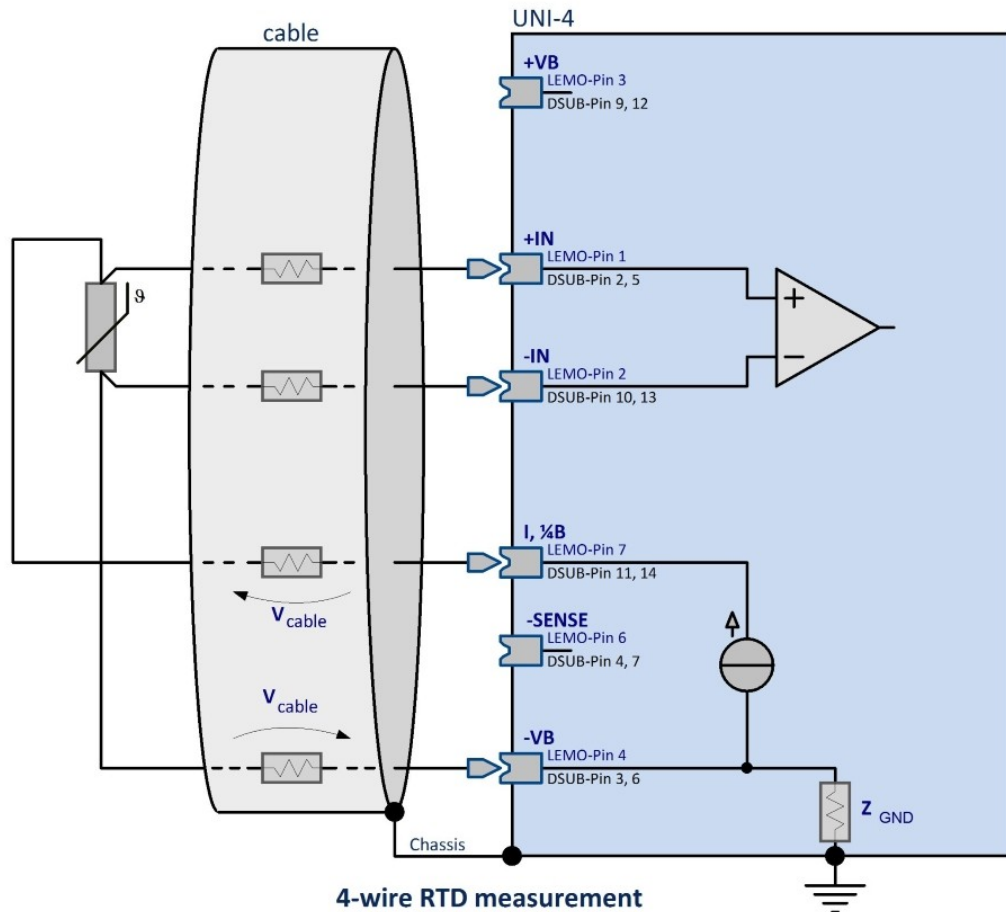 cable
UNI-4
+VB
LEMO-Pin 3
DSUB-Pin 9, 12
+IN
LEMO-Pin 1
DSUB-Pin 2, 5
ϑ
+
-IN
LEMO-Pin 2
DSUB-Pin 10, 13
−
I, ¼B
LEMO-Pin 7
DSUB-Pin 11, 14
Vcable
-SENSE
LEMO-Pin 6
DSUB-Pin 4, 7
Vcable
-VB
LEMO-Pin 4
DSUB-Pin 3, 6
Z GND
Chassis
4-wire RTD measurement